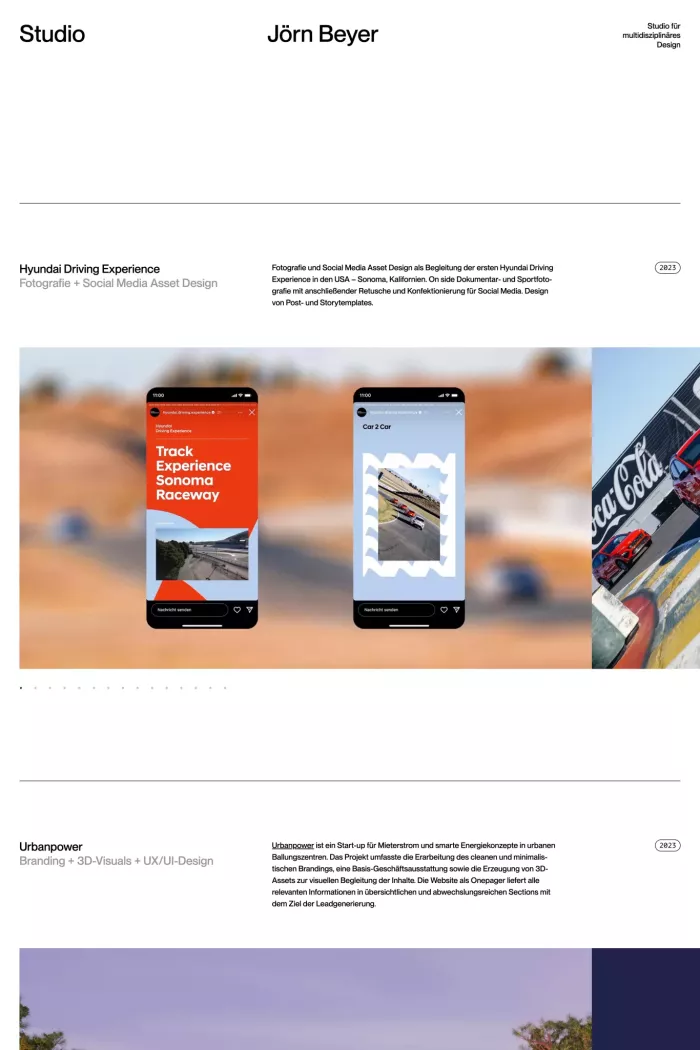 Studio
Jörn Beyer
Studio für
multidisziplinäres
Design
Hyundai Driving Experience
Fotografie + Social Media Asset Design
Fotografie und Social Media Asset Design als Begleitung der ersten Hyundai Driving
Experience in den USA – Sonoma, Kalifornien. On side Dokumentar- und Sportfoto-
grafie mit anschließender Retusche und Konfektionierung für Social Media. Design
von Post- und Storytemplates.
2023
11:00
Hyundai driving experience
Hyundai
Driving Experience
Track
Experience
Sonoma
Raceway
Nachricht senden
11:00
Car 2 Car
Nachricht senden
Coca-Cola
Urbanpower
Branding + 3D-Visuals + UX/UI-Design
Urbanpower ist ein Start-up für Mieterstrom und smarte Energiekonzepte in urbanen
Ballungszentren. Das Projekt umfasste die Erarbeitung des cleanen und minimalis-
tischen Brandings, eine Basis-Geschäftsausstattung sowie die Erzeugung von 3D-
Assets zur visuellen Begleitung der Inhalte. Die Website als Onepager liefert alle
relevanten Informationen in übersichtlichen und abwechslungsreichen Sections mit
dem Ziel der Leadgenerierung.
2023